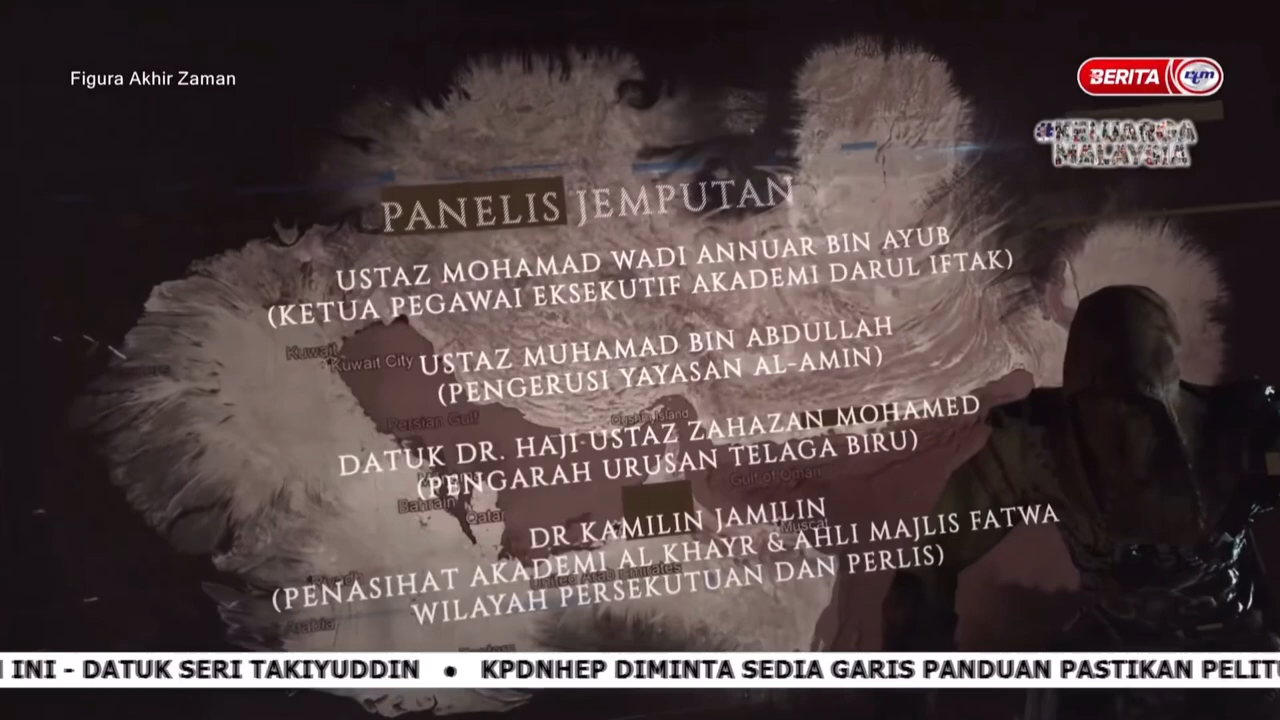 Figura Akhir Zaman
BERITA rtm
#KELUARGA
MALAYSIA
PANELIS JEMPUTAN
USTAZ MOHAMAD WADI ANNUAR BIN AYUB
(KETUA PEGAWAI EKSEKUTIF AKADEMI DARUL IFTAK)
Kuwait
Kuwait City
USTAZ MUHAMAD BIN ABDULLAH
(PENGERUSI YAYASAN AL-AMIN)
Persian Gulf
DATUK DR. HAJI USTAZ ZAHAZAN MOHAMED
(PENGARAH URUSAN TELAGA BIRU)
Gulf of Oman
Bahrain
Qatar
DR KAMILIN JAMILIN
Muscat
(PENASIHAT AKADEMI AL KHAYR & AHLI MAJLIS FATWA
WILAYAH PERSEKUTUAN DAN PERLIS)
United Arab Emirates
INI - DATUK SERI TAKIYUDDIN • KPDNHEP DIMINTA SEDIA GARIS PANDUAN PASTIKAN PELIT